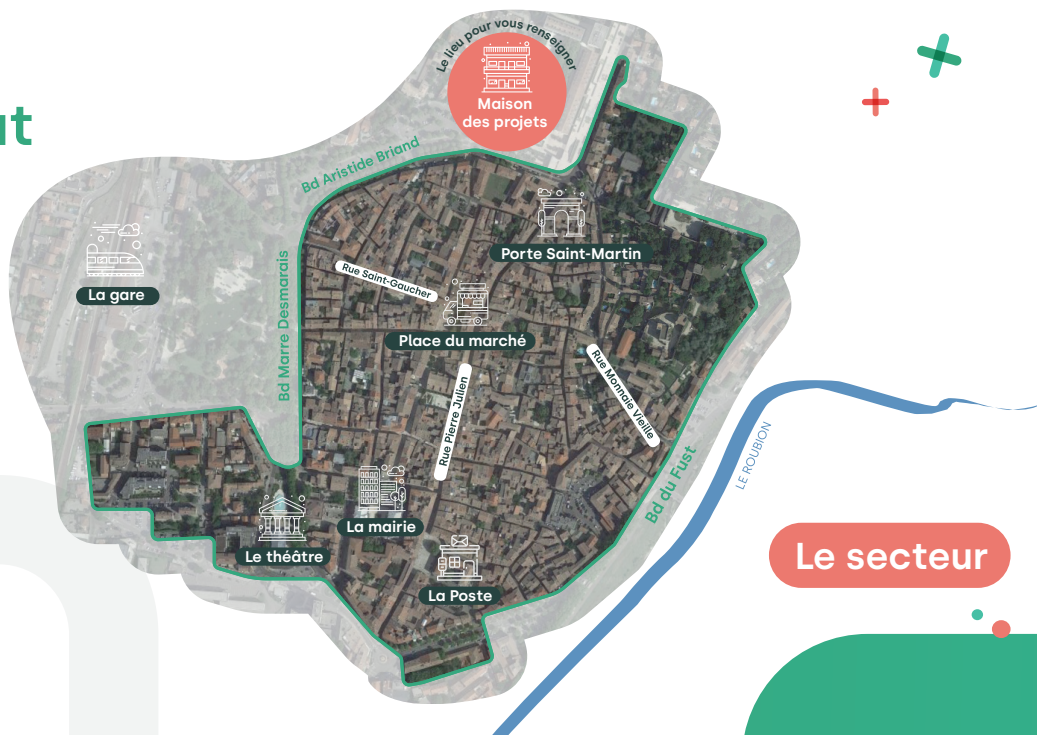 Le lieu pour vous renseigner
Maison
des projets
Bd Aristide Briand
Porte Saint-Martin
Rue Saint-Gaucher
La gare
Bd Marre Desmarais
Place du marché
Rue Monnaie Vieille
Rue Pierre Julien
LE ROUBION
Bd du Fust
La mairie
Le théâtre
La Poste
Le secteur